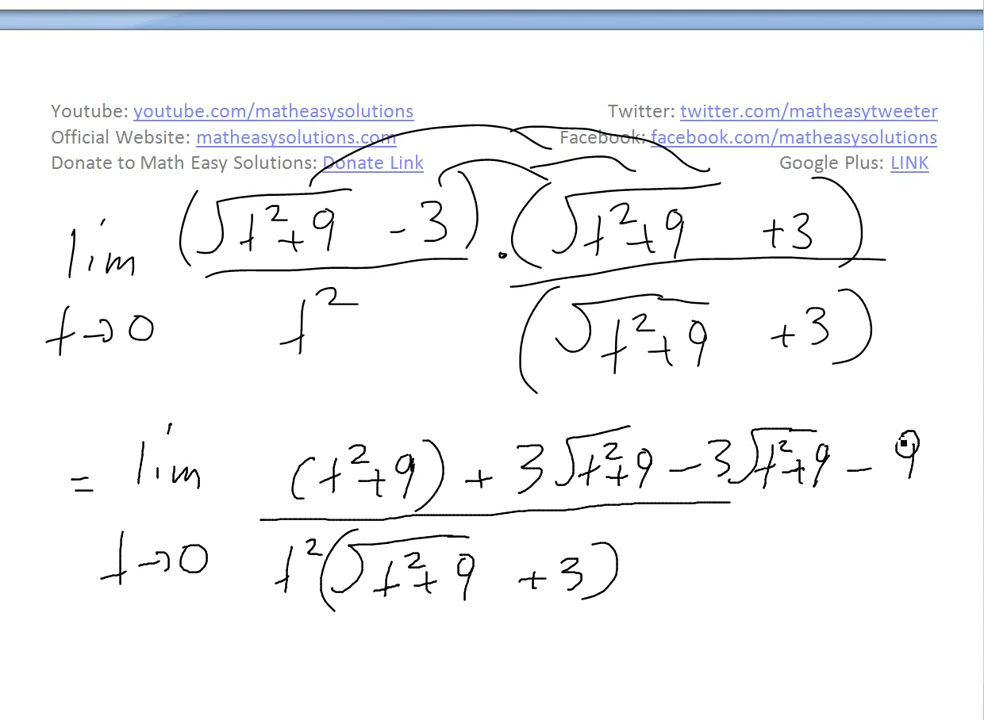 Youtube: youtube.com/matheasysolutions Twitter: twitter.com/matheasytweeter
Official Website: matheasysolutions.com Facebook: facebook.com/matheasysolutions
Donate to Math Easy Solutions: Donate Link Google Plus: LINK
lim (√t²+9 -3) · (√t²+9 +3)
t→0 t² (√t²+9 +3)
= lim (t²+9) + 3√t²+9 - 3√t²+9 - 9
t→0 t²(√t²+9 +3)